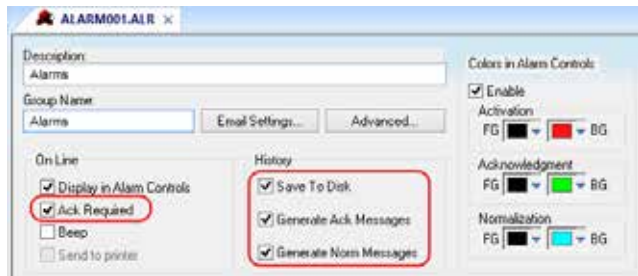 ALARM001.ALR
Description:
Alarms
Group Name:
Alarms
Email Settings...
Advanced...
On Line
Display in Alarm Controls
Ack Required
Beep
Send to printer
History
Save To Disk
Generate Ack Messages
Generate Norm Messages
Colors in Alarm Controls
Enable
Activation
FG BG
Acknowledgment
FG BG
Normalization
FG BG